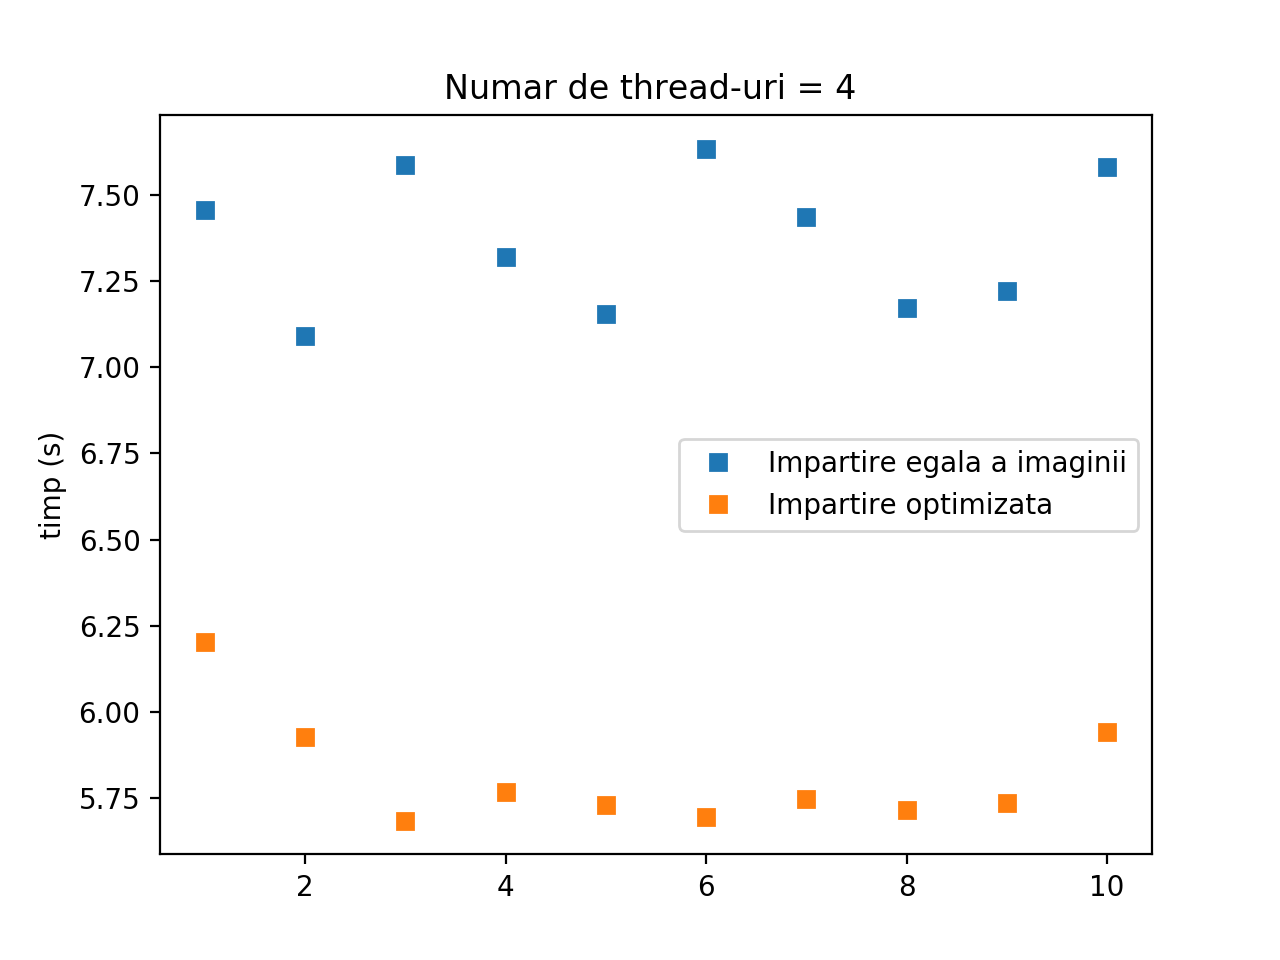 Numar de thread-uri = 4
7.50
7.25
7.00
6.75
6.50
6.25
6.00
5.75
timp (s)
Impartire egala a imaginii
Impartire optimizata
2 4 6 8 10